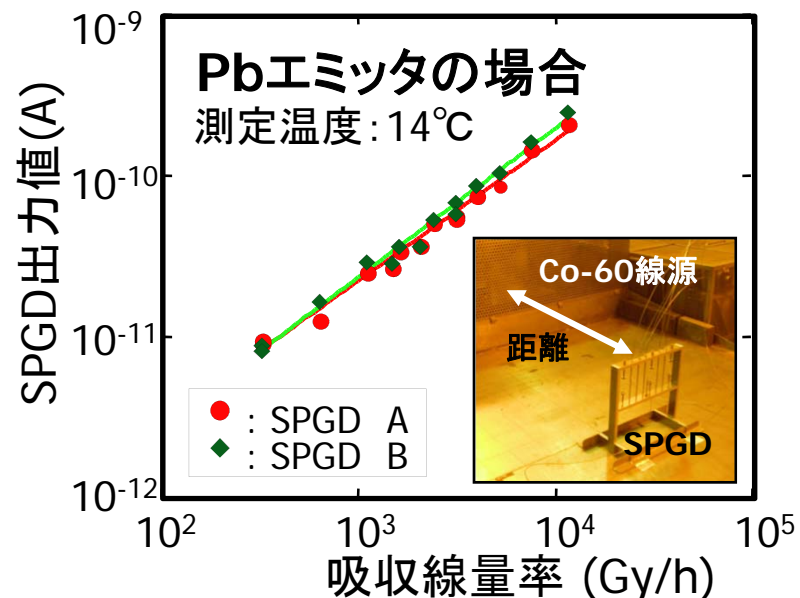 Pbエミッタの場合
測定温度：14℃
SPGD出力値(A)
10⁻⁹
10⁻¹⁰
10⁻¹¹
10⁻¹²
Co-60線源
距離
SPGD
: SPGD A
: SPGD B
10² 10³ 10⁴ 10⁵
吸収線量率 (Gy/h)